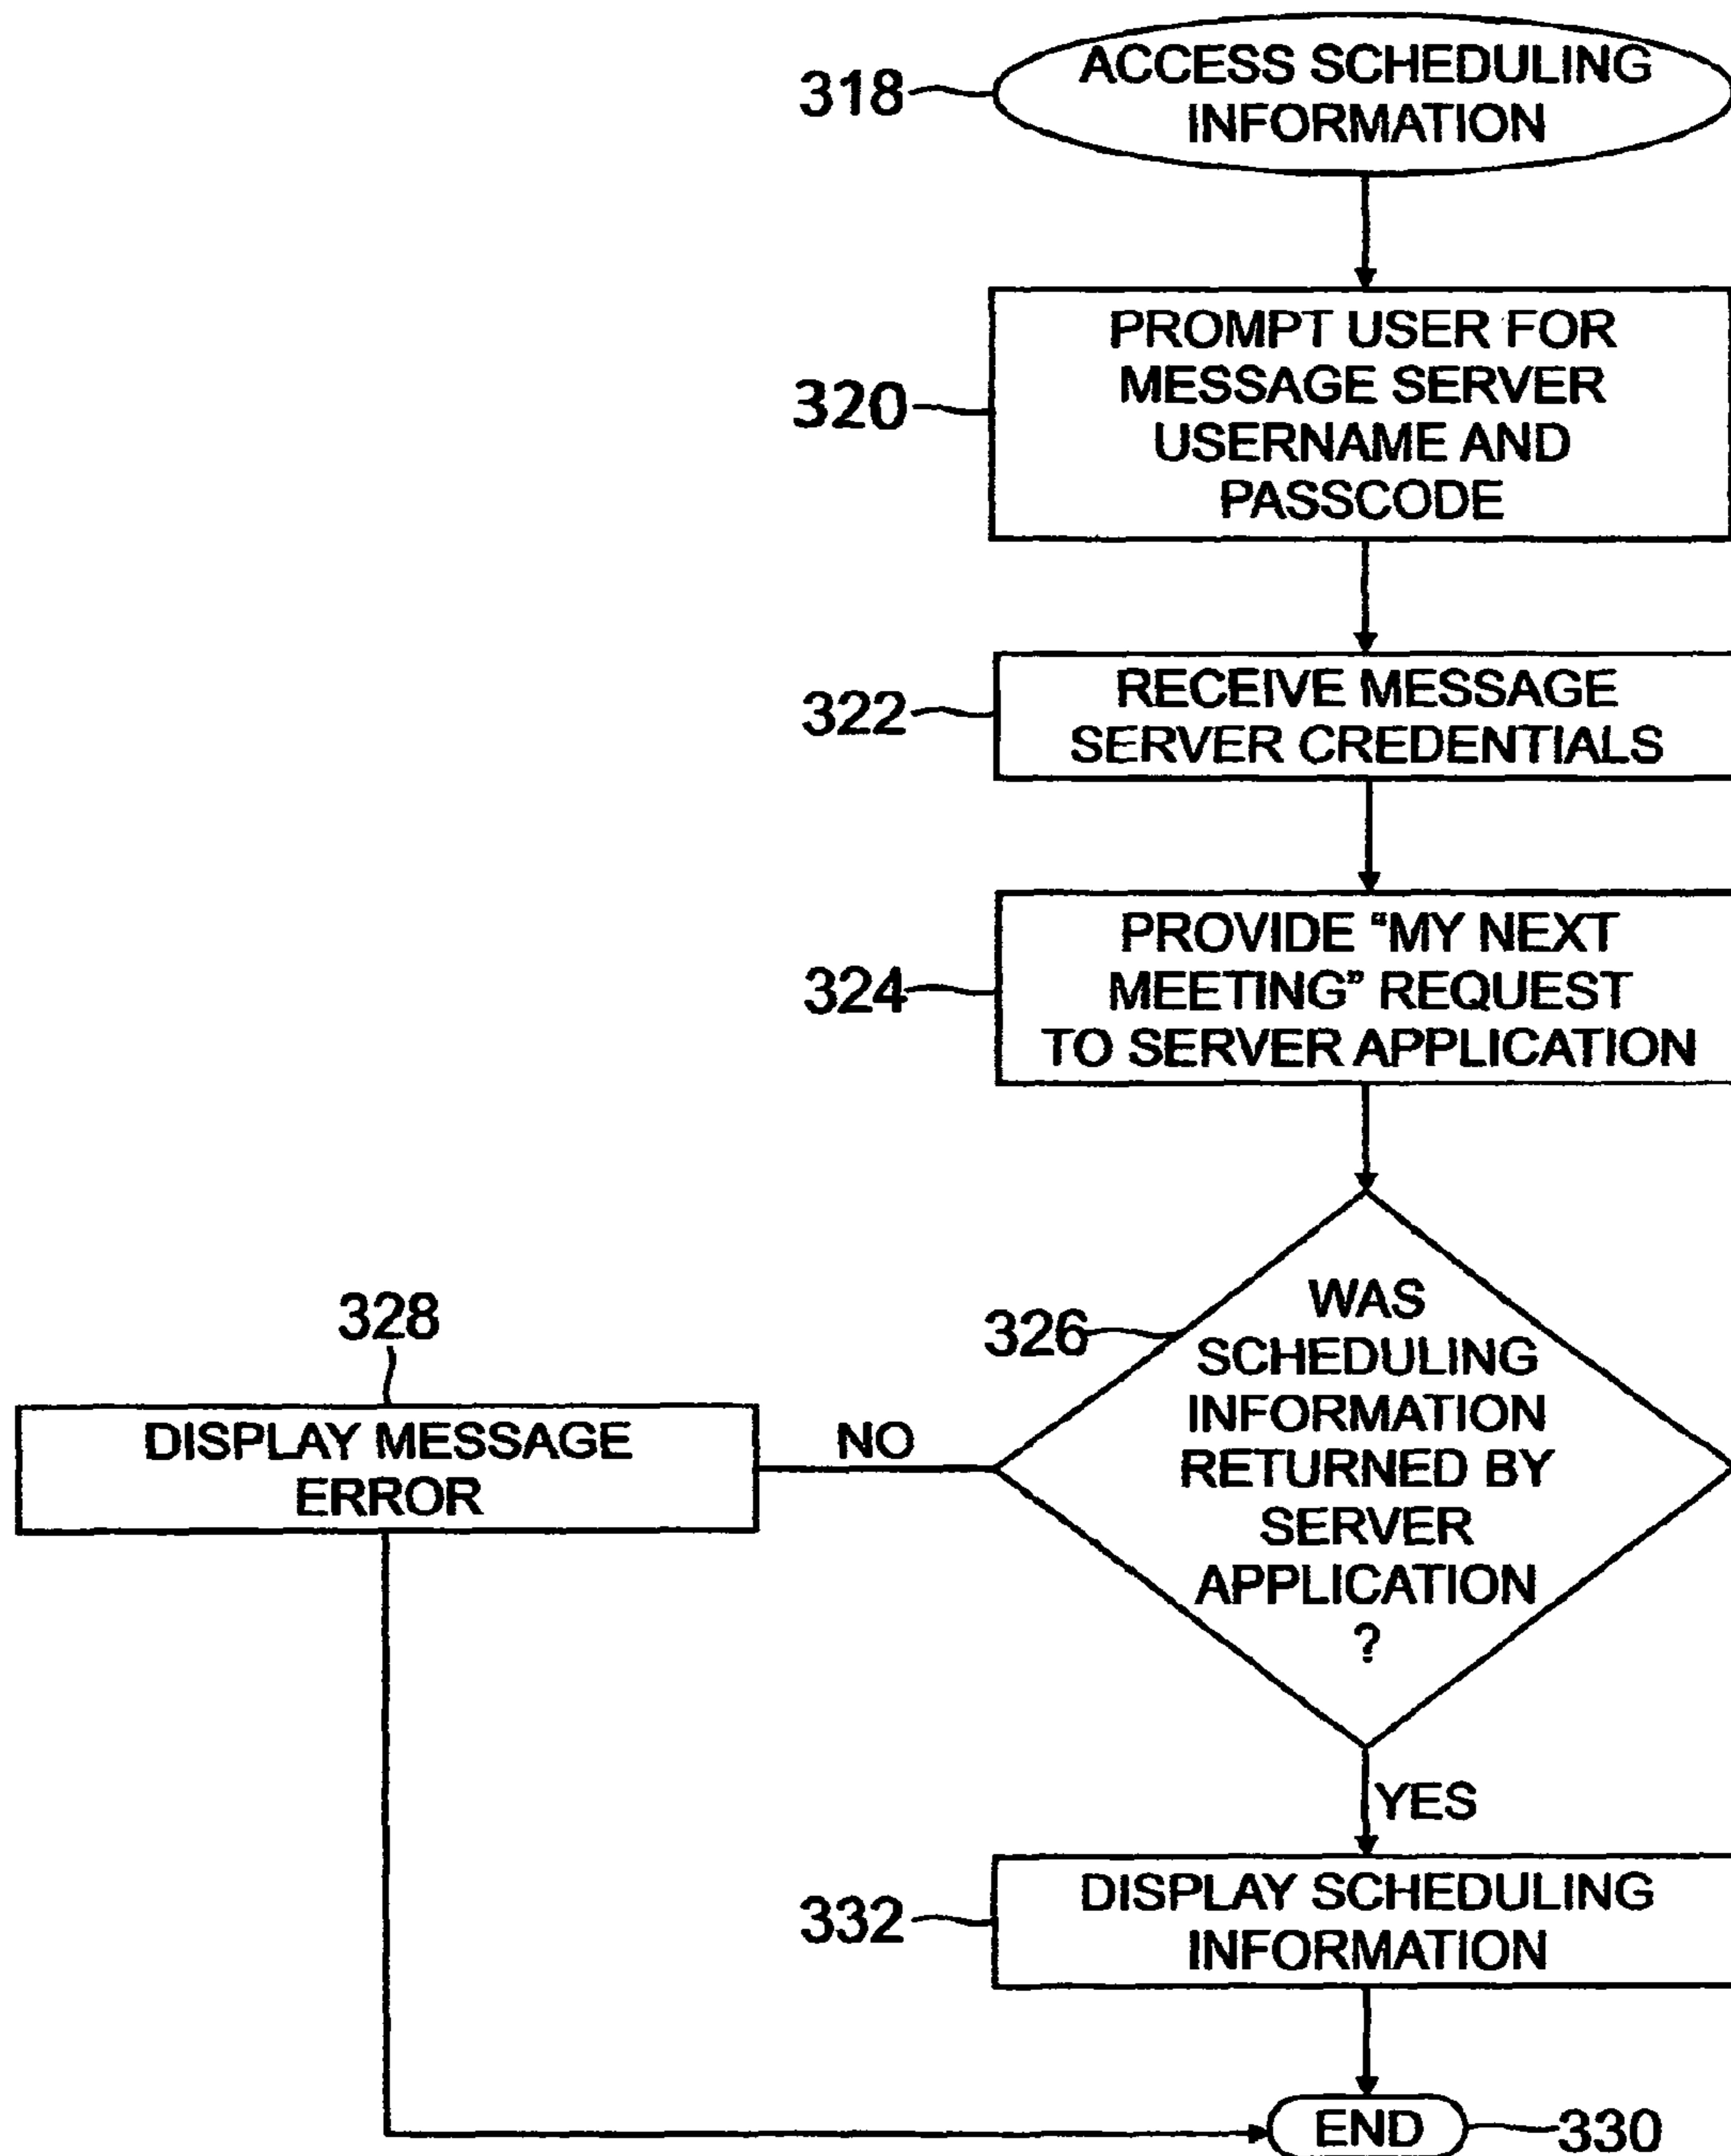 318
ACCESS SCHEDULING
INFORMATION
320
PROMPT USER FOR
MESSAGE SERVER
USERNAME AND
PASSCODE
322
RECEIVE MESSAGE
SERVER CREDENTIALS
324
PROVIDE “MY NEXT
MEETING” REQUEST
TO SERVER APPLICATION
326
WAS
SCHEDULING
INFORMATION
RETURNED BY
SERVER
APPLICATION
?
NO
328
DISPLAY MESSAGE
ERROR
YES
332
DISPLAY SCHEDULING
INFORMATION
END
330